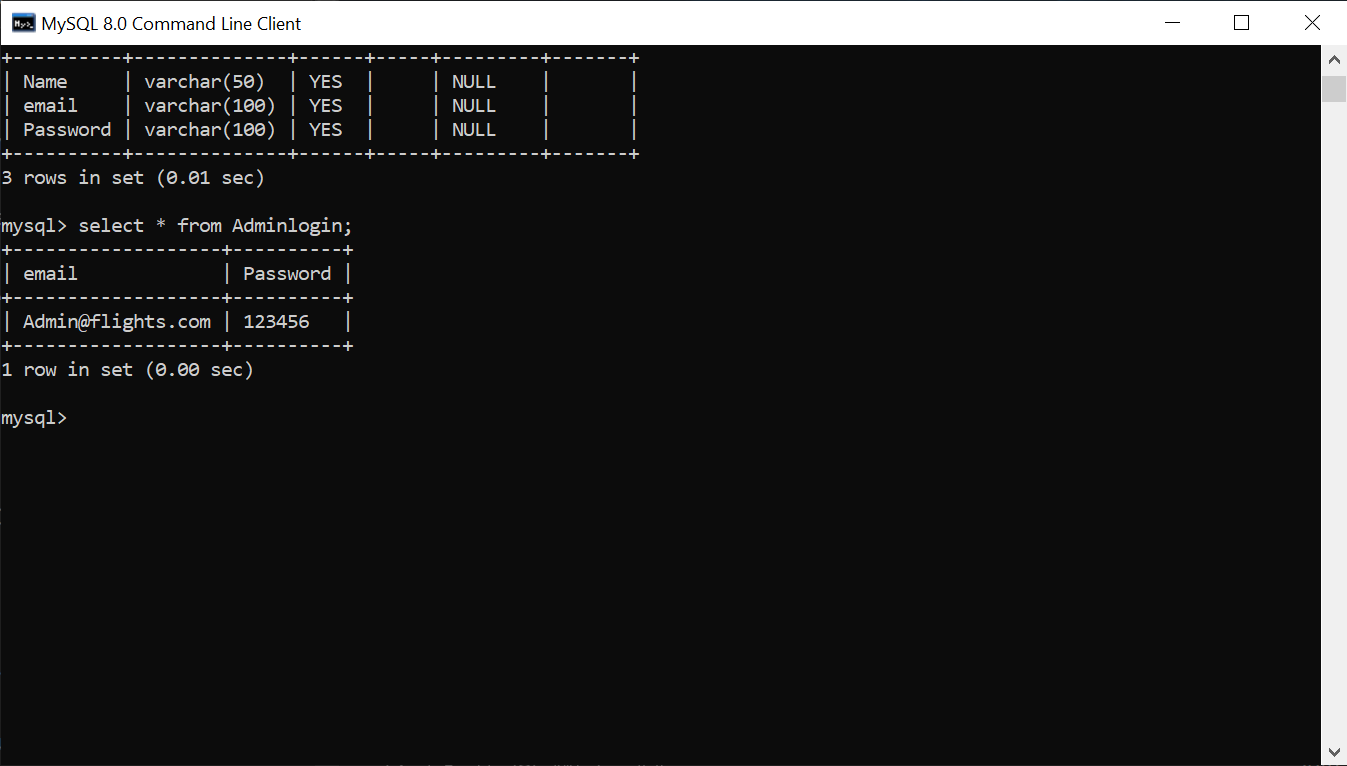 MySQL 8.0 Command Line Client
+----------+--------------+------+-----+---------+-------+
| Name     | varchar(50)  | YES  |     | NULL    |       |
| email    | varchar(100) | YES  |     | NULL    |       |
| Password | varchar(100) | YES  |     | NULL    |       |
+----------+--------------+------+-----+---------+-------+
3 rows in set (0.01 sec)

mysql> select * from Adminlogin;
+-------------------+----------+
| email             | Password |
+-------------------+----------+
| Admin@flights.com | 123456   |
+-------------------+----------+
1 row in set (0.00 sec)

mysql>